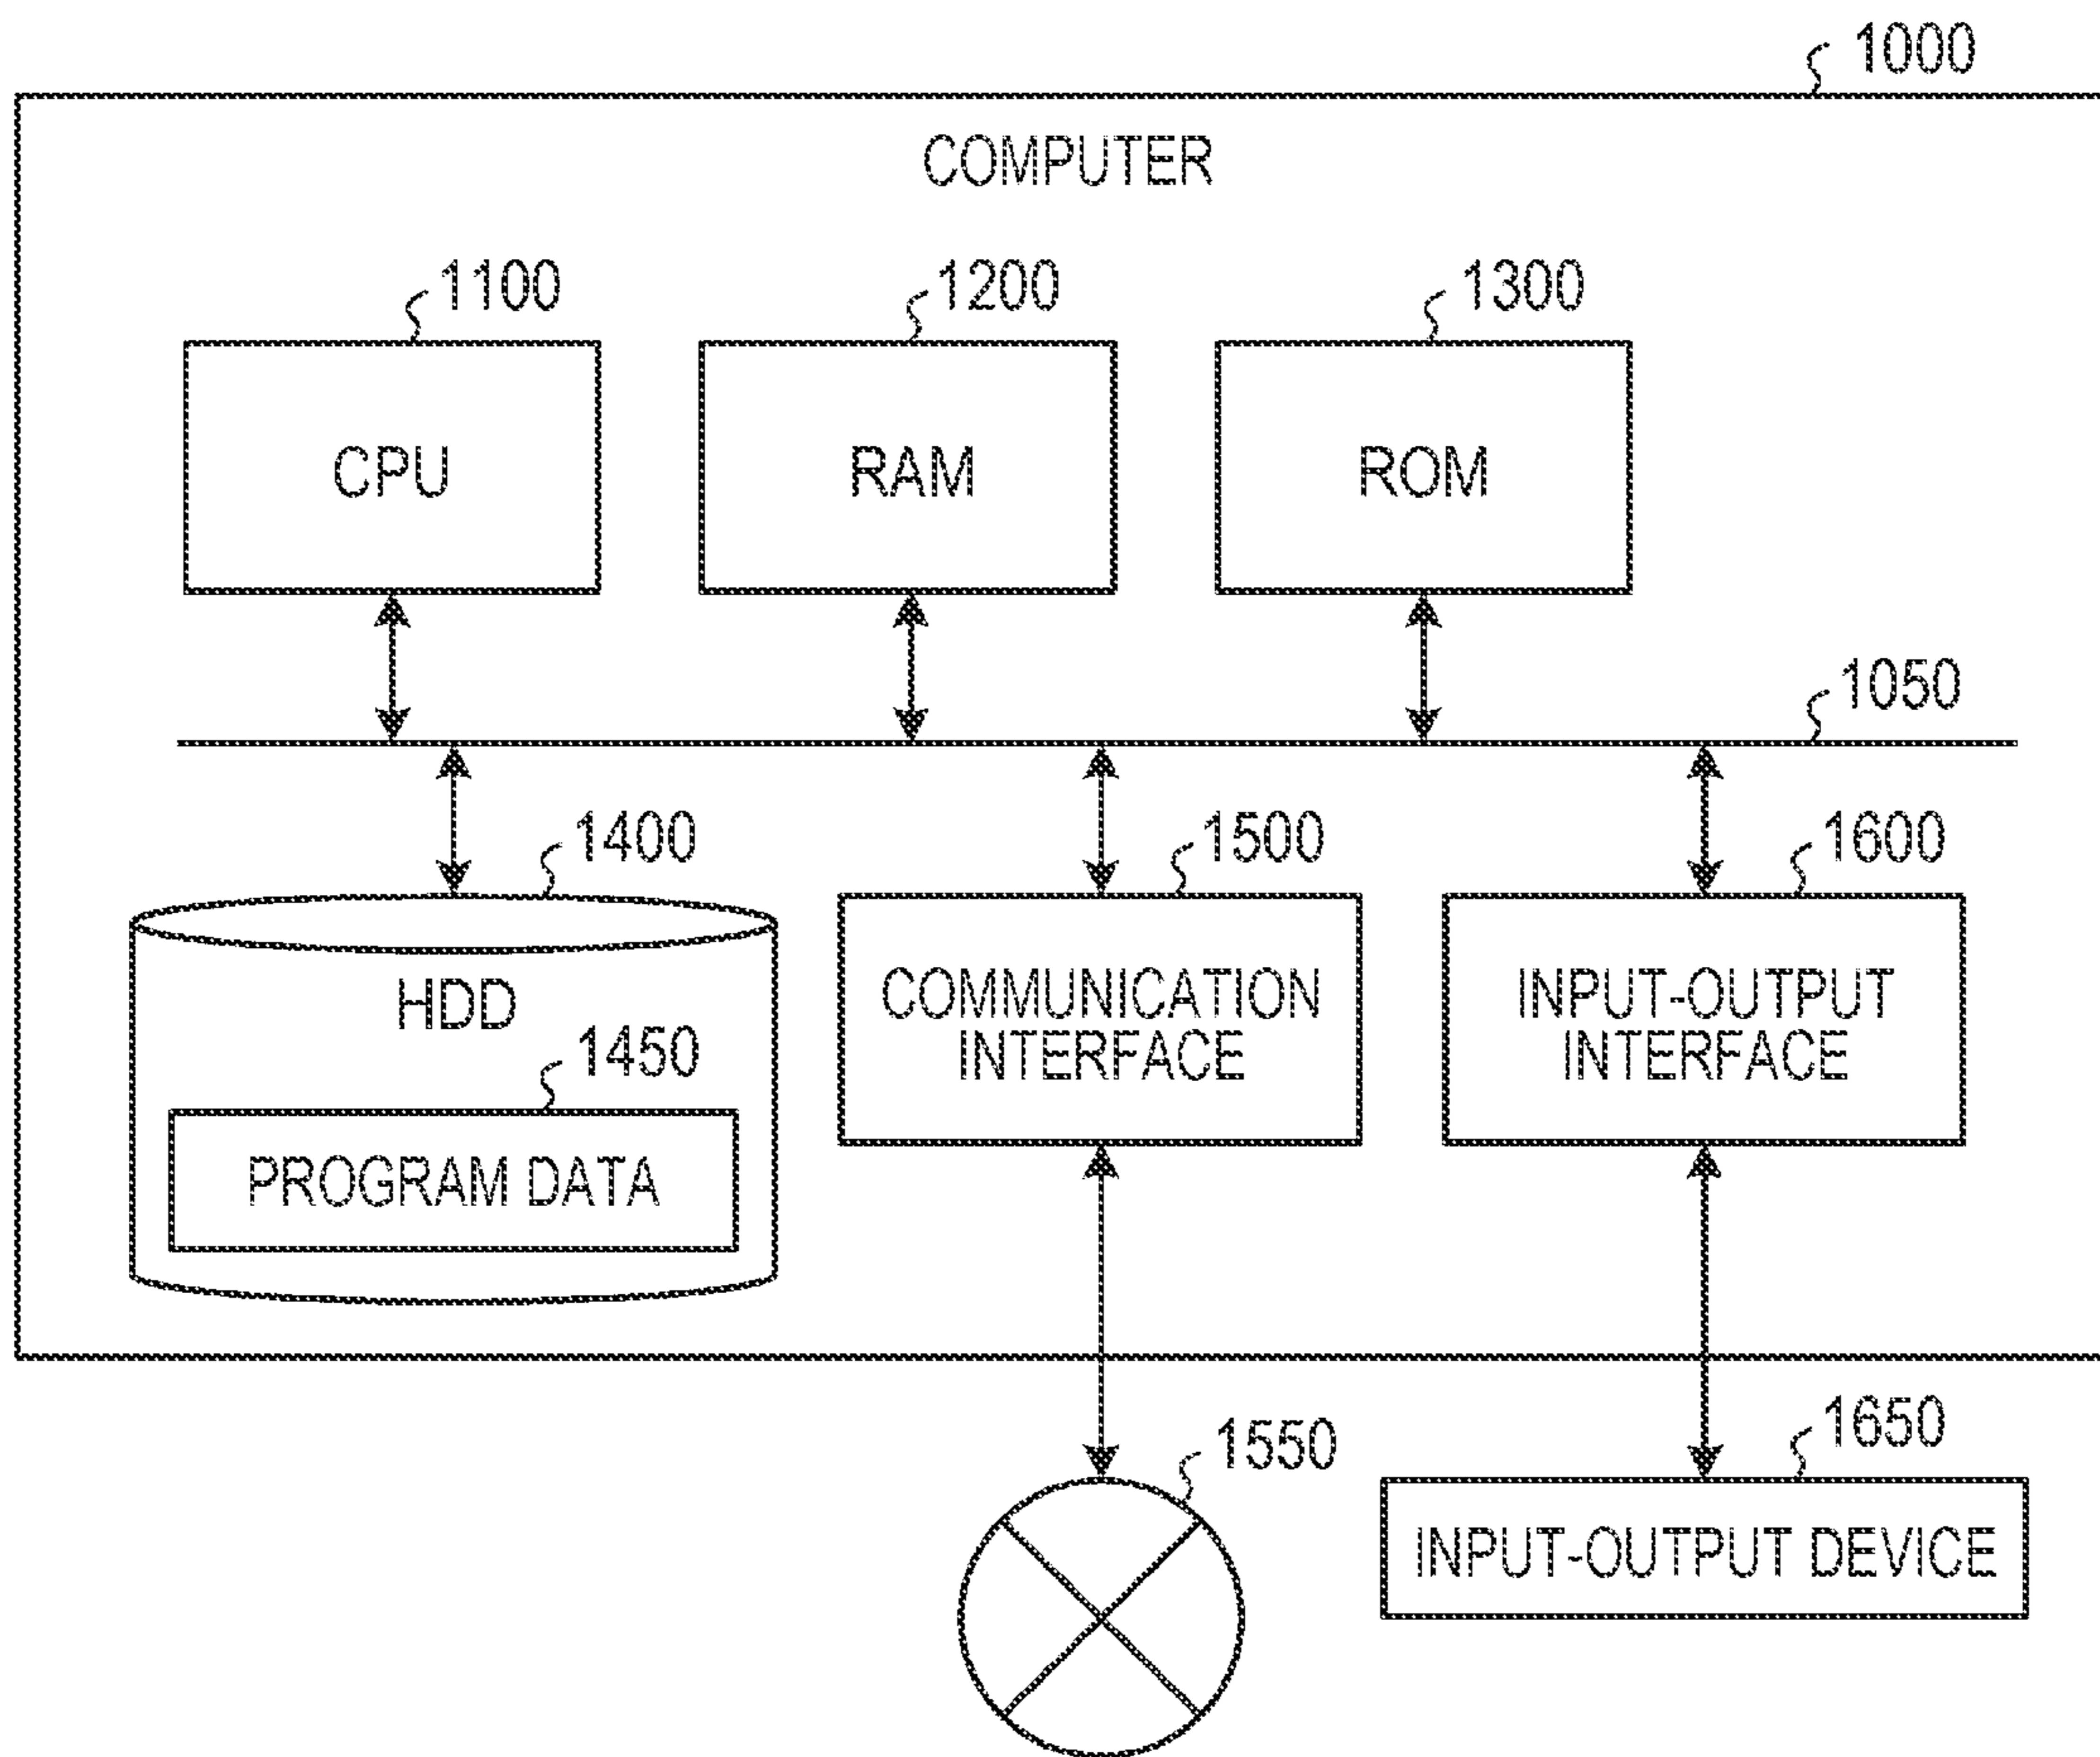 1000
COMPUTER
1100
1200
1300
CPU
RAM
ROM
1050
1400
1500
1600
HDD
COMMUNICATION
INTERFACE
INPUT-OUTPUT
INTERFACE
1450
PROGRAM DATA
1550
1650
INPUT-OUTPUT DEVICE